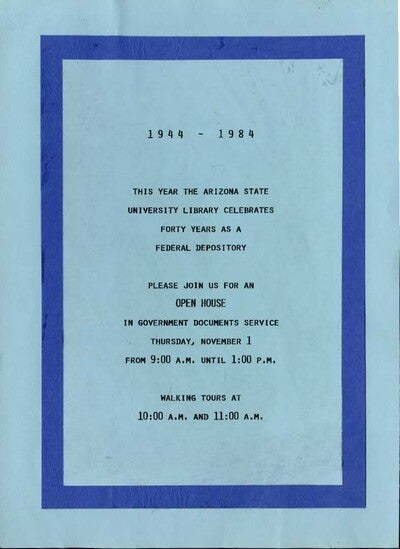 1944 - 1984
THIS YEAR THE ARIZONA STATE
UNIVERSITY LIBRARY CELEBRATES
FORTY YEARS AS A
FEDERAL DEPOSITORY
PLEASE JOIN US FOR AN
OPEN HOUSE
IN GOVERNMENT DOCUMENTS SERVICE
THURSDAY, NOVEMBER 1
FROM 9:00 A.M. UNTIL 1:00 P.M.
WALKING TOURS AT
10:00 A.M. AND 11:00 A.M.